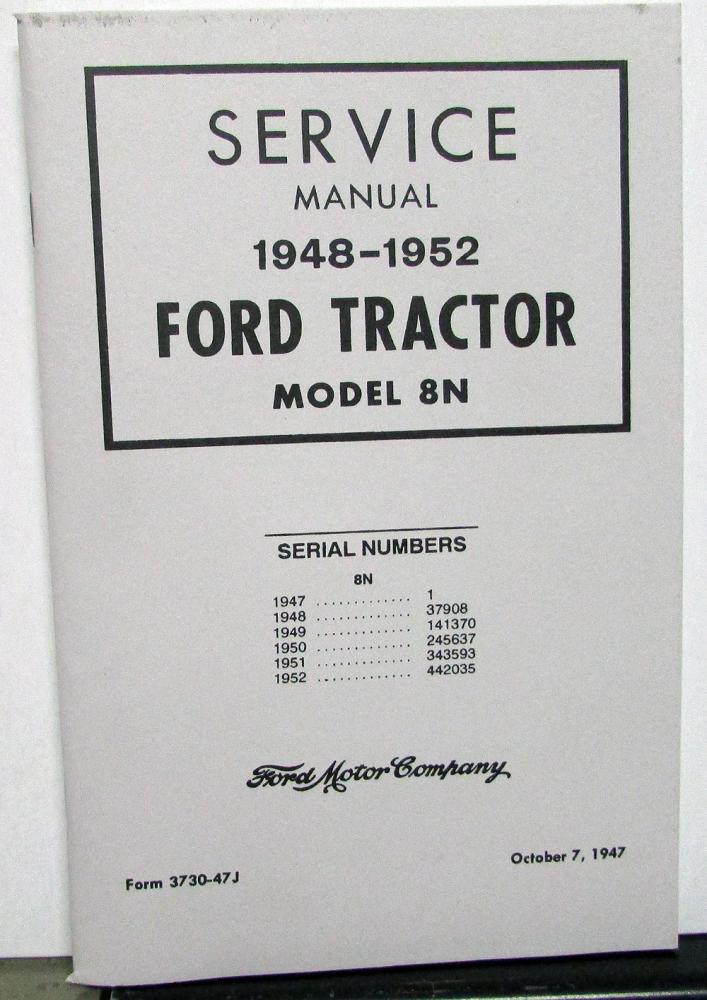 SERVICE
MANUAL
1948-1952
FORD TRACTOR
MODEL 8N
SERIAL NUMBERS
8N
1947 ............. 1
1948 ............. 37908
1949 ............. 141370
1950 ............. 245637
1951 ............. 343593
1952 ............. 442035
Ford Motor Company
Form 3730-47J
October 7, 1947